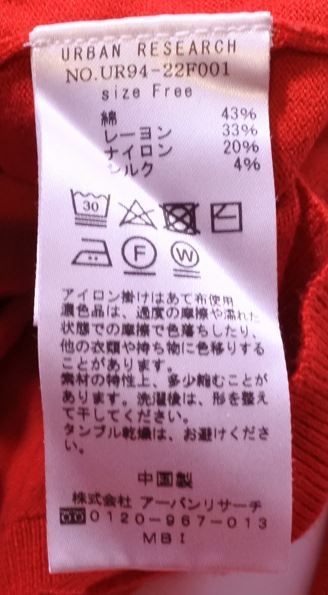 URBAN RESEARCH
NO.UR94-22F001
size Free
綿 43%
レーヨン 33%
ナイロン 20%
シルク 4%
30
F
W
アイロン掛けはあて布使用
濃色品は、過度の摩擦や濡れた
状態での摩擦で色落ちしたり、
他の衣類や持ち物に色移りする
ことがあります。
素材の特性上、多少縮むことが
あります。洗濯後は、形を整え
て干してください。
タンブル乾燥は、お避けくださ
い。
中国製
株式会社 アーバンリサーチ
0120-967-013
MBI